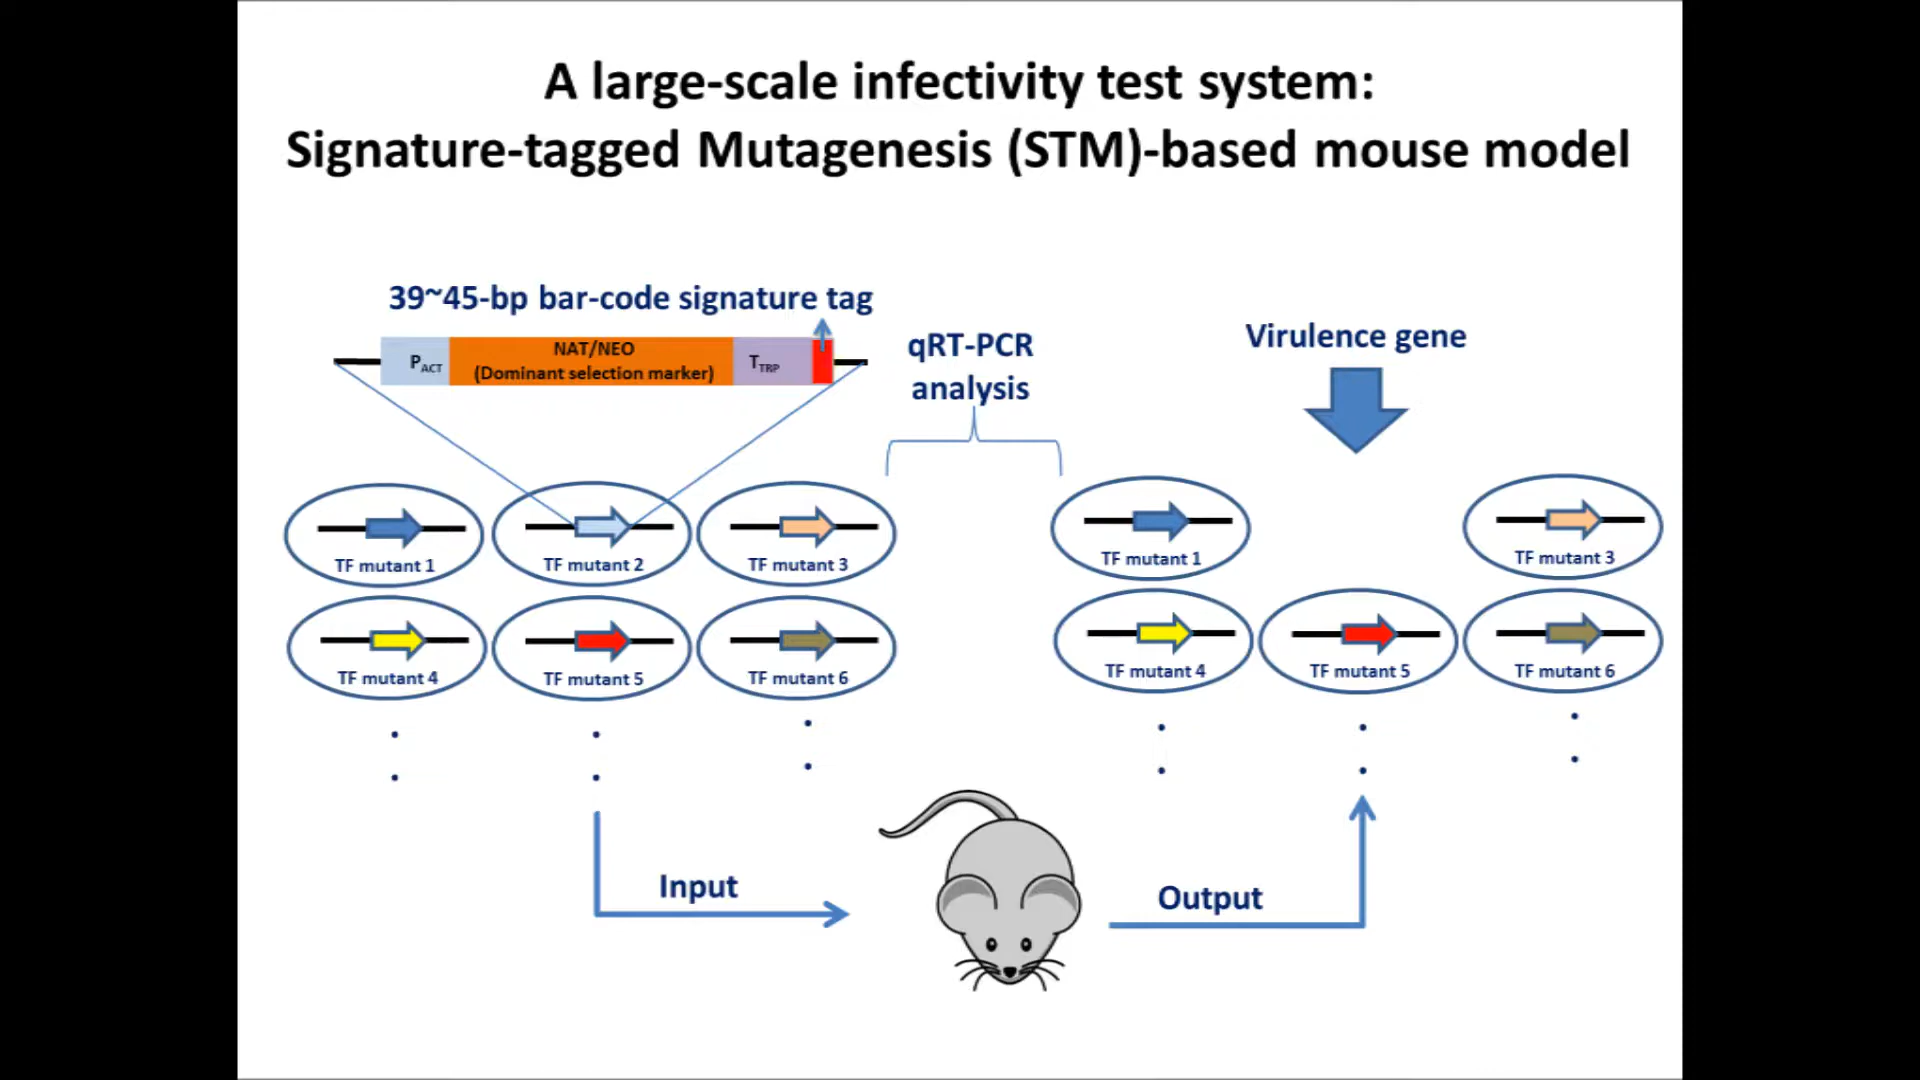 A large-scale infectivity test system:
Signature-tagged Mutagenesis (STM)-based mouse model
39~45-bp bar-code signature tag
PACT
NAT/NEO
(Dominant selection marker)
TTRP
qRT-PCR
analysis
Virulence gene
TF mutant 1
TF mutant 2
TF mutant 3
TF mutant 4
TF mutant 5
TF mutant 6
TF mutant 1
TF mutant 3
TF mutant 4
TF mutant 5
TF mutant 6
Input
Output